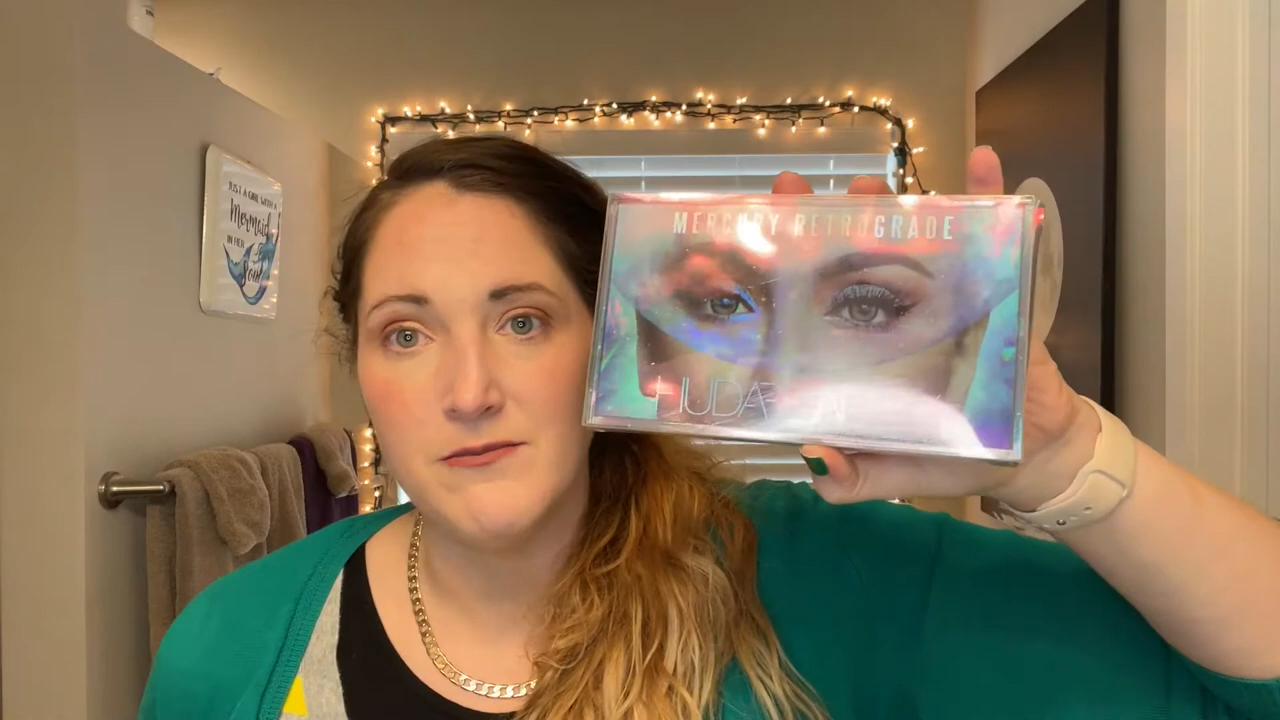 JUST A GIRL WITH A
Mermaid
IN HER
Soul
MERCURY RETROGRADE
HUDA